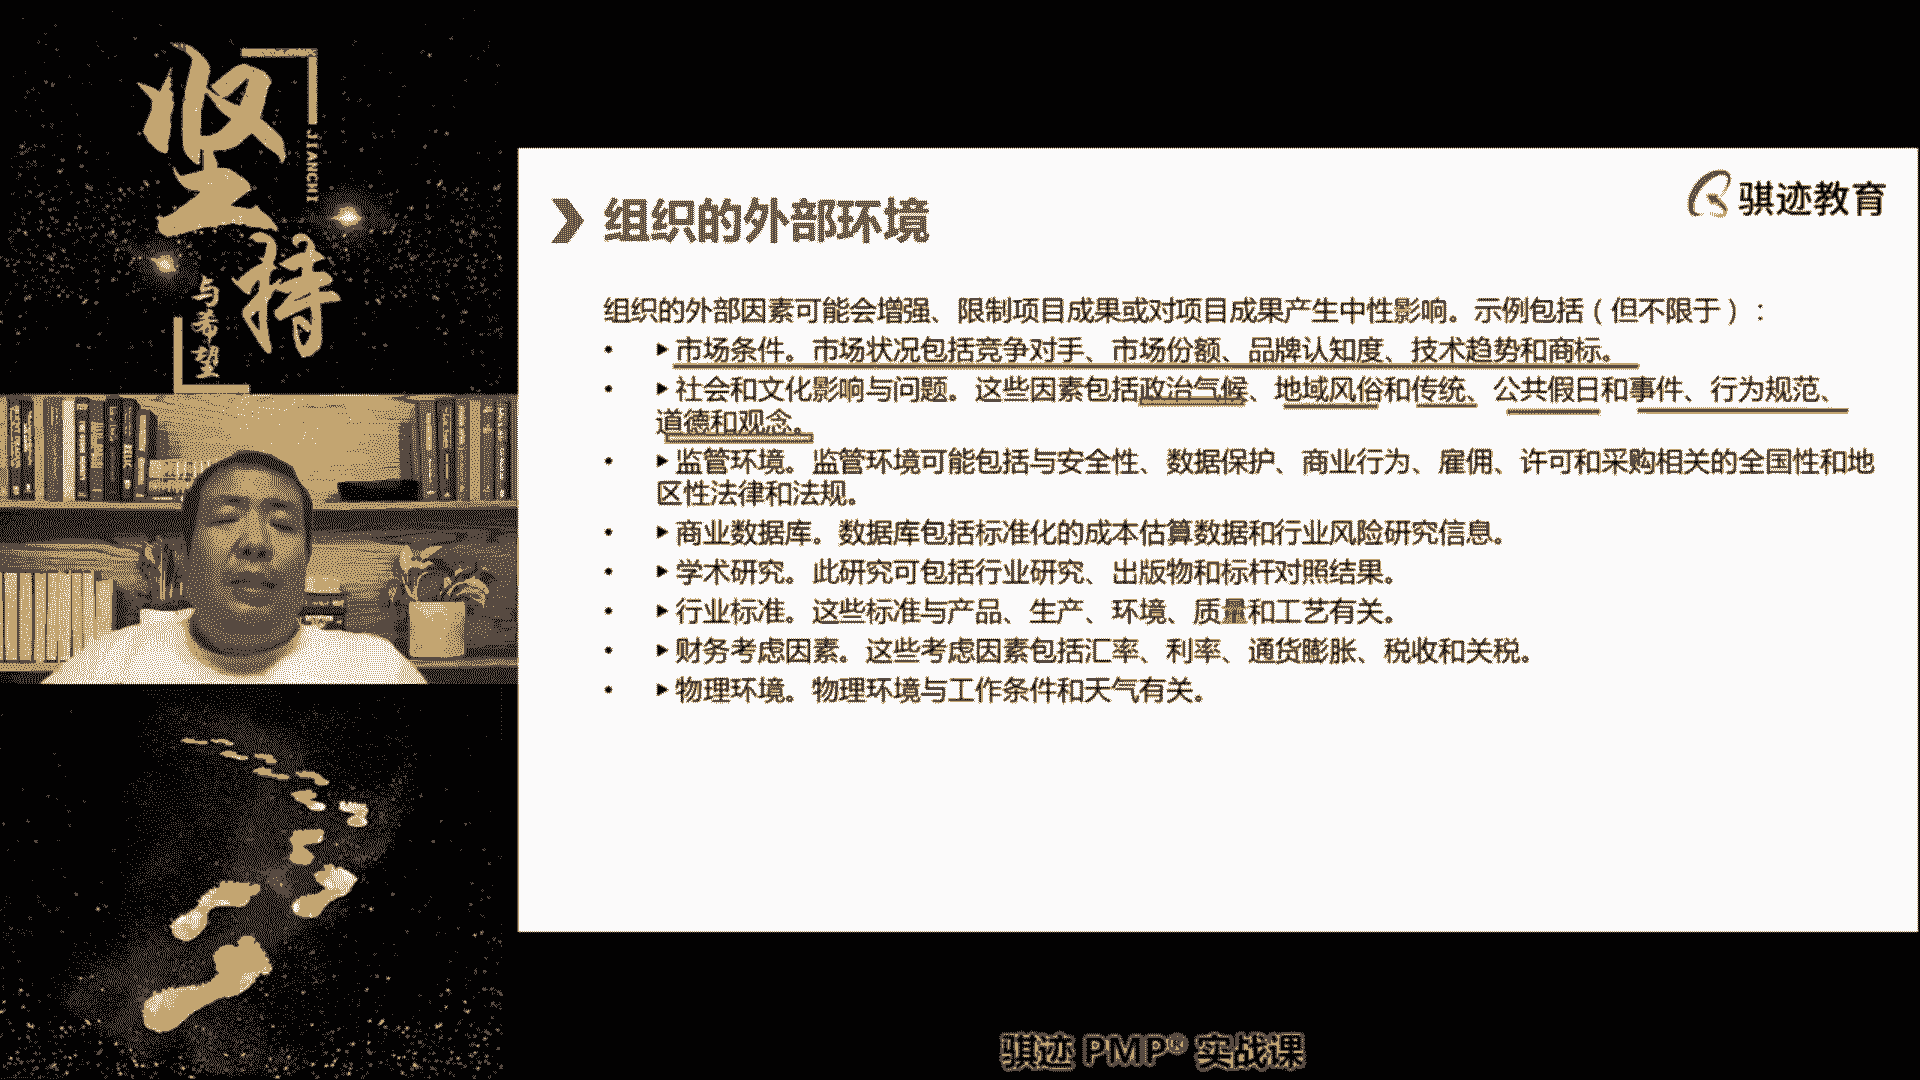 坚持
JIANCHI
与希望
骐迹教育
组织的外部环境
组织的外部因素可能会增强、限制项目成果或对项目成果产生中性影响。示例包括（但不限于）：
• ▶市场条件。市场状况包括竞争对手、市场份额、品牌认知度、技术趋势和商标。
• ▶社会和文化影响与问题。这些因素包括政治气候、地域风俗和传统、公共假日和事件、行为规范、
道德和观念。
• ▶监管环境。监管环境可能包括与安全性、数据保护、商业行为、雇佣、许可和采购相关的全国性和地
区性法律和法规。
• ▶商业数据库。数据库包括标准化的成本估算数据和行业风险研究信息。
• ▶学术研究。此研究可包括行业研究、出版物和标杆对照结果。
• ▶行业标准。这些标准与产品、生产、环境、质量和工艺有关。
• ▶财务考虑因素。这些考虑因素包括汇率、利率、通货膨胀、税收和关税。
• ▶物理环境。物理环境与工作条件和天气有关。
骐迹 PMP® 实战课